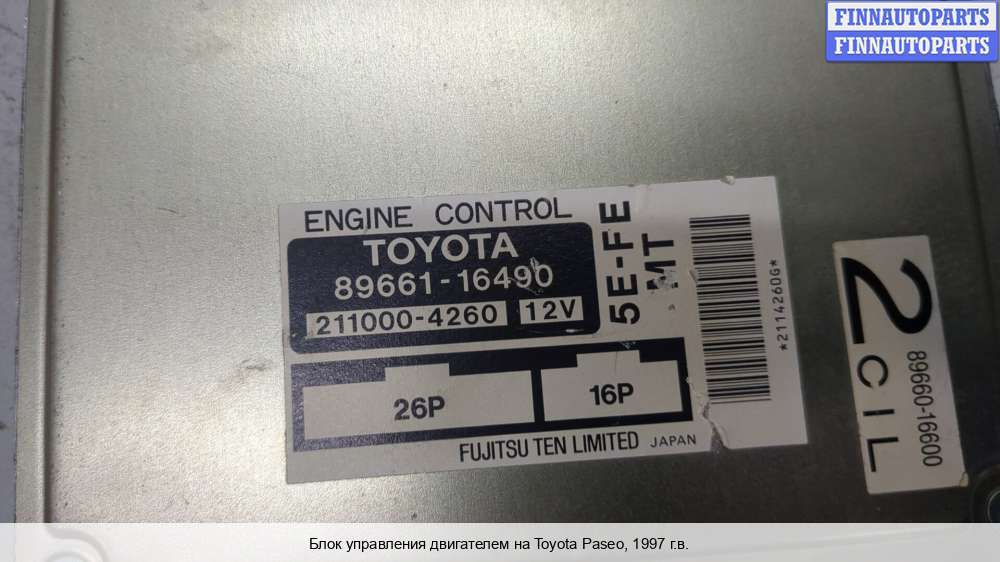 FINNAUTOPARTS
FINNAUTOPARTS
ENGINE CONTROL
TOYOTA
89661-16490
211000-4260 12V
5E-FE
MT
*2114260G*
26P
16P
FUJITSU TEN LIMITED JAPAN
2CIL
89660-16600
Блок управления двигателем на Toyota Paseo, 1997 г.в.